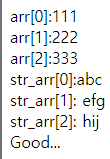 arr[0]:111
arr[1]:222
arr[2]:333
str_arr[0]:abc
str_arr[1]: efg
str_arr[2]: hij
Good...